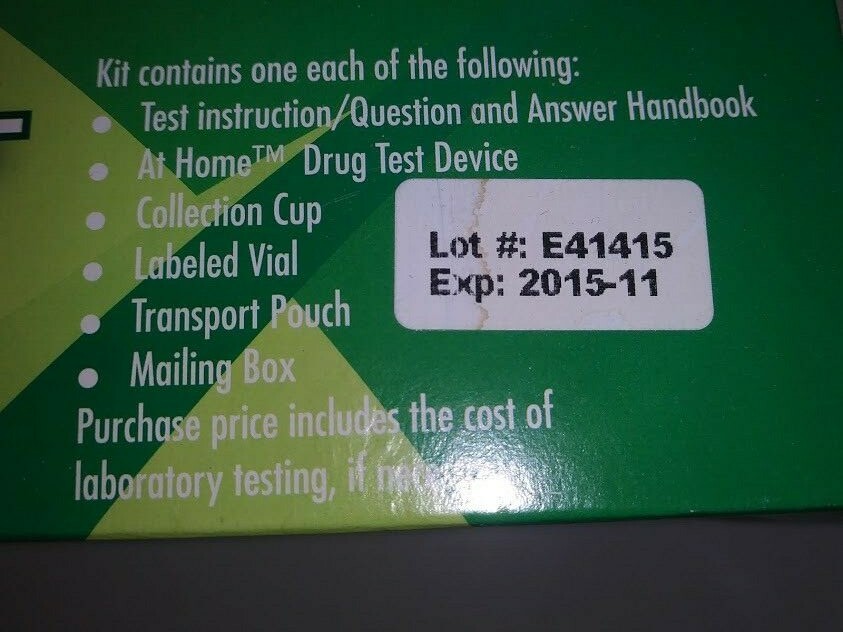 Kit contains one each of the following:
• Test instruction/Question and Answer Handbook
• At Home™ Drug Test Device
• Collection Cup
• Labeled Vial
• Transport Pouch
• Mailing Box
Purchase price includes the cost of
laboratory testing, if
Lot #: E41415
Exp: 2015-11